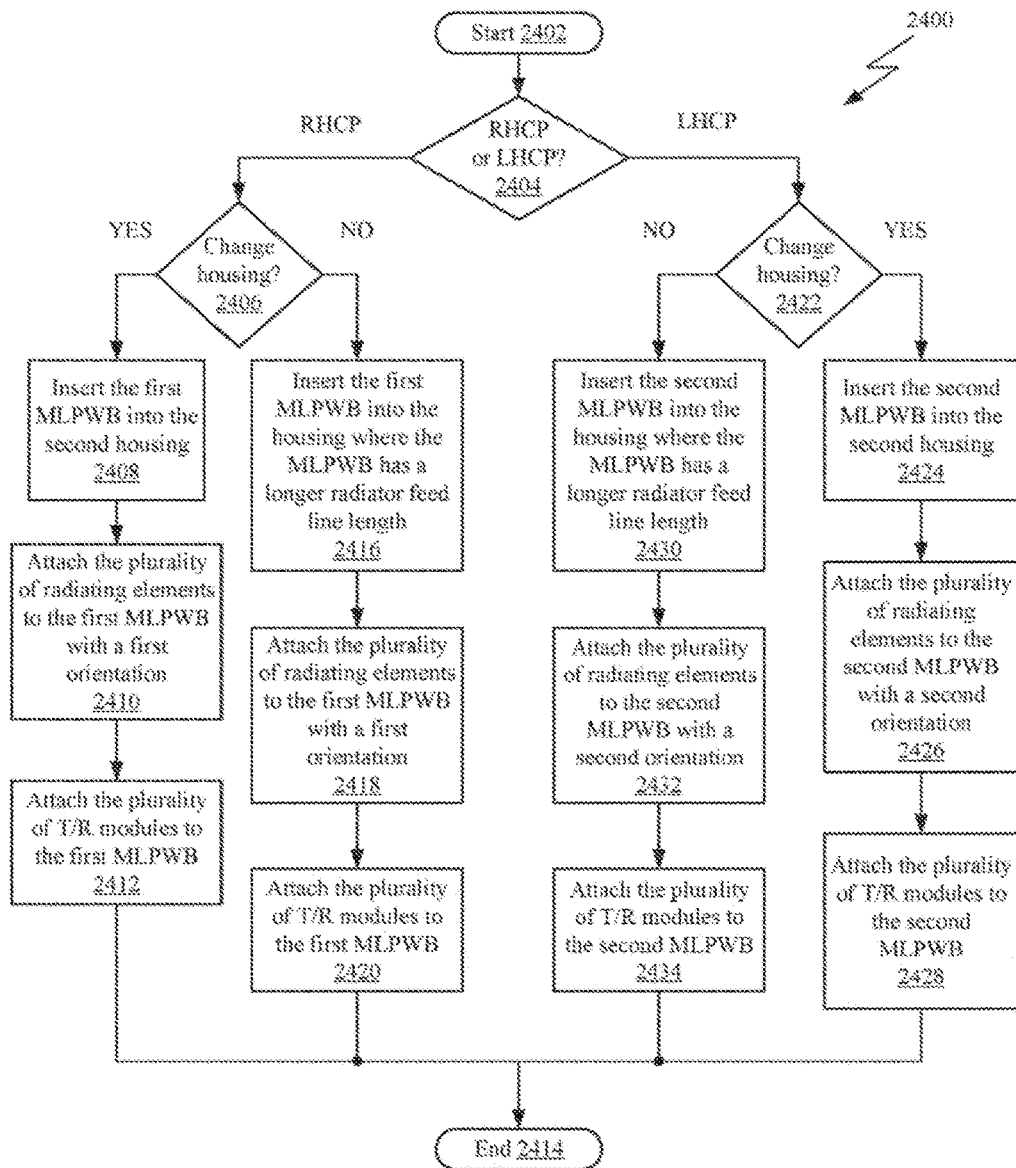 2400
Start 2402
RHCP
LHCP
RHCP
or LHCP?
2404
YES
Change
housing?
2406
NO
NO
Change
housing?
2422
YES
Insert the first
MLPWB into the
second housing
2408
Insert the first
MLPWB into the
housing where the
MLPWB has a
longer radiator feed
line length
2416
Insert the second
MLPWB into the
housing where the
MLPWB has a
longer radiator feed
line length
2430
Insert the second
MLPWB into the
second housing
2424
Attach the plurality
of radiating elements
to the first MLPWB
with a first
orientation
2410
Attach the plurality
of radiating elements
to the first MLPWB
with a first
orientation
2418
Attach the plurality
of radiating elements
to the second
MLPWB with a
second orientation
2432
Attach the plurality
of radiating
elements to the
second MLPWB
with a second
orientation
2426
Attach the plurality
of T/R modules to
the first MLPWB
2412
Attach the plurality
of T/R modules to
the first MLPWB
2420
Attach the plurality
of T/R modules to
the second MLPWB
2434
Attach the plurality
of T/R modules to
the second
MLPWB
2428
End 2414